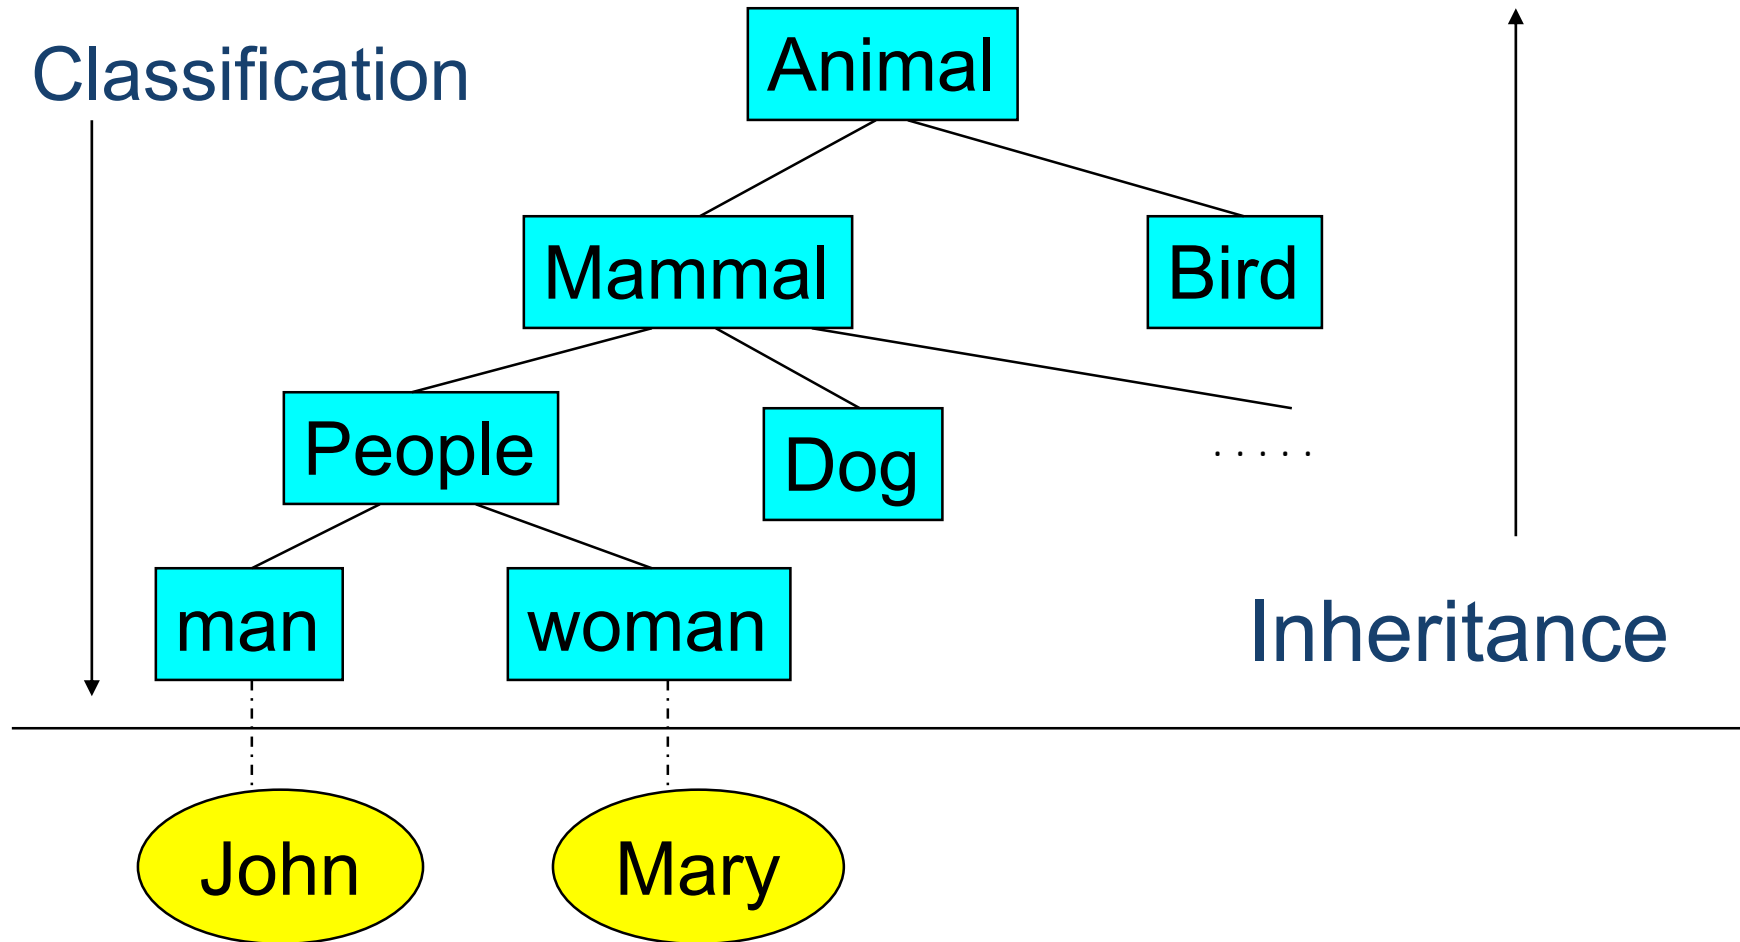 Classification
Animal
Mammal
Bird
People
Dog
. . . . .
man
woman
Inheritance
John
Mary